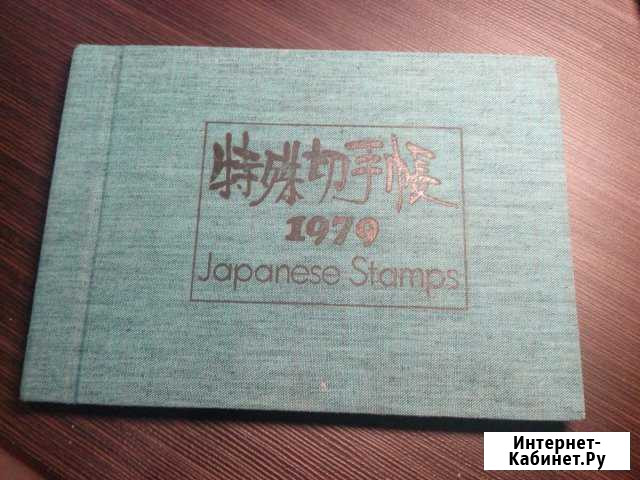 特殊切手帳
1979
Japanese Stamps
Интернет-
Кабинет.Ру